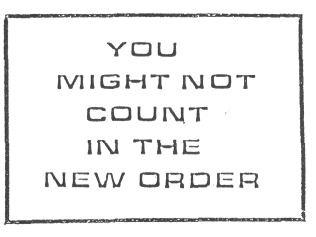 YOU
MIGHT NOT
COUNT
IN THE
NEW ORDER